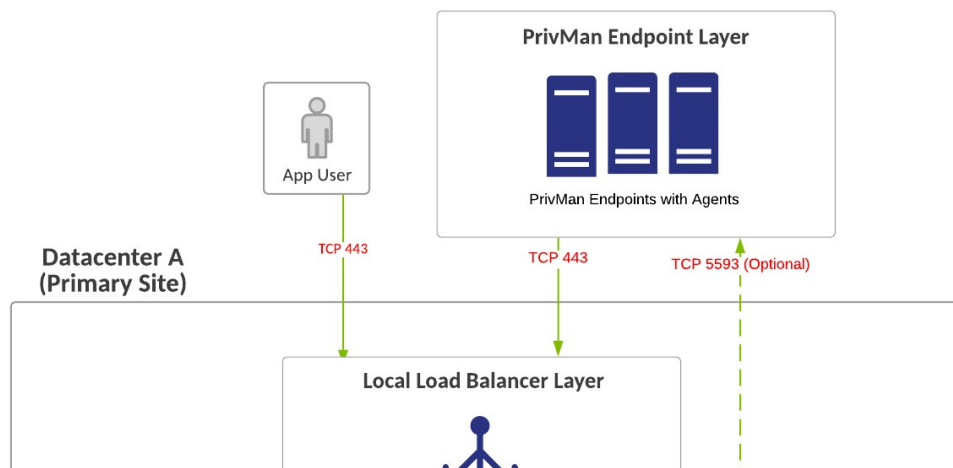 PrivMan Endpoint Layer
App User
PrivMan Endpoints with Agents
TCP 443
TCP 443
TCP 5593 (Optional)
Datacenter A
(Primary Site)
Local Load Balancer Layer